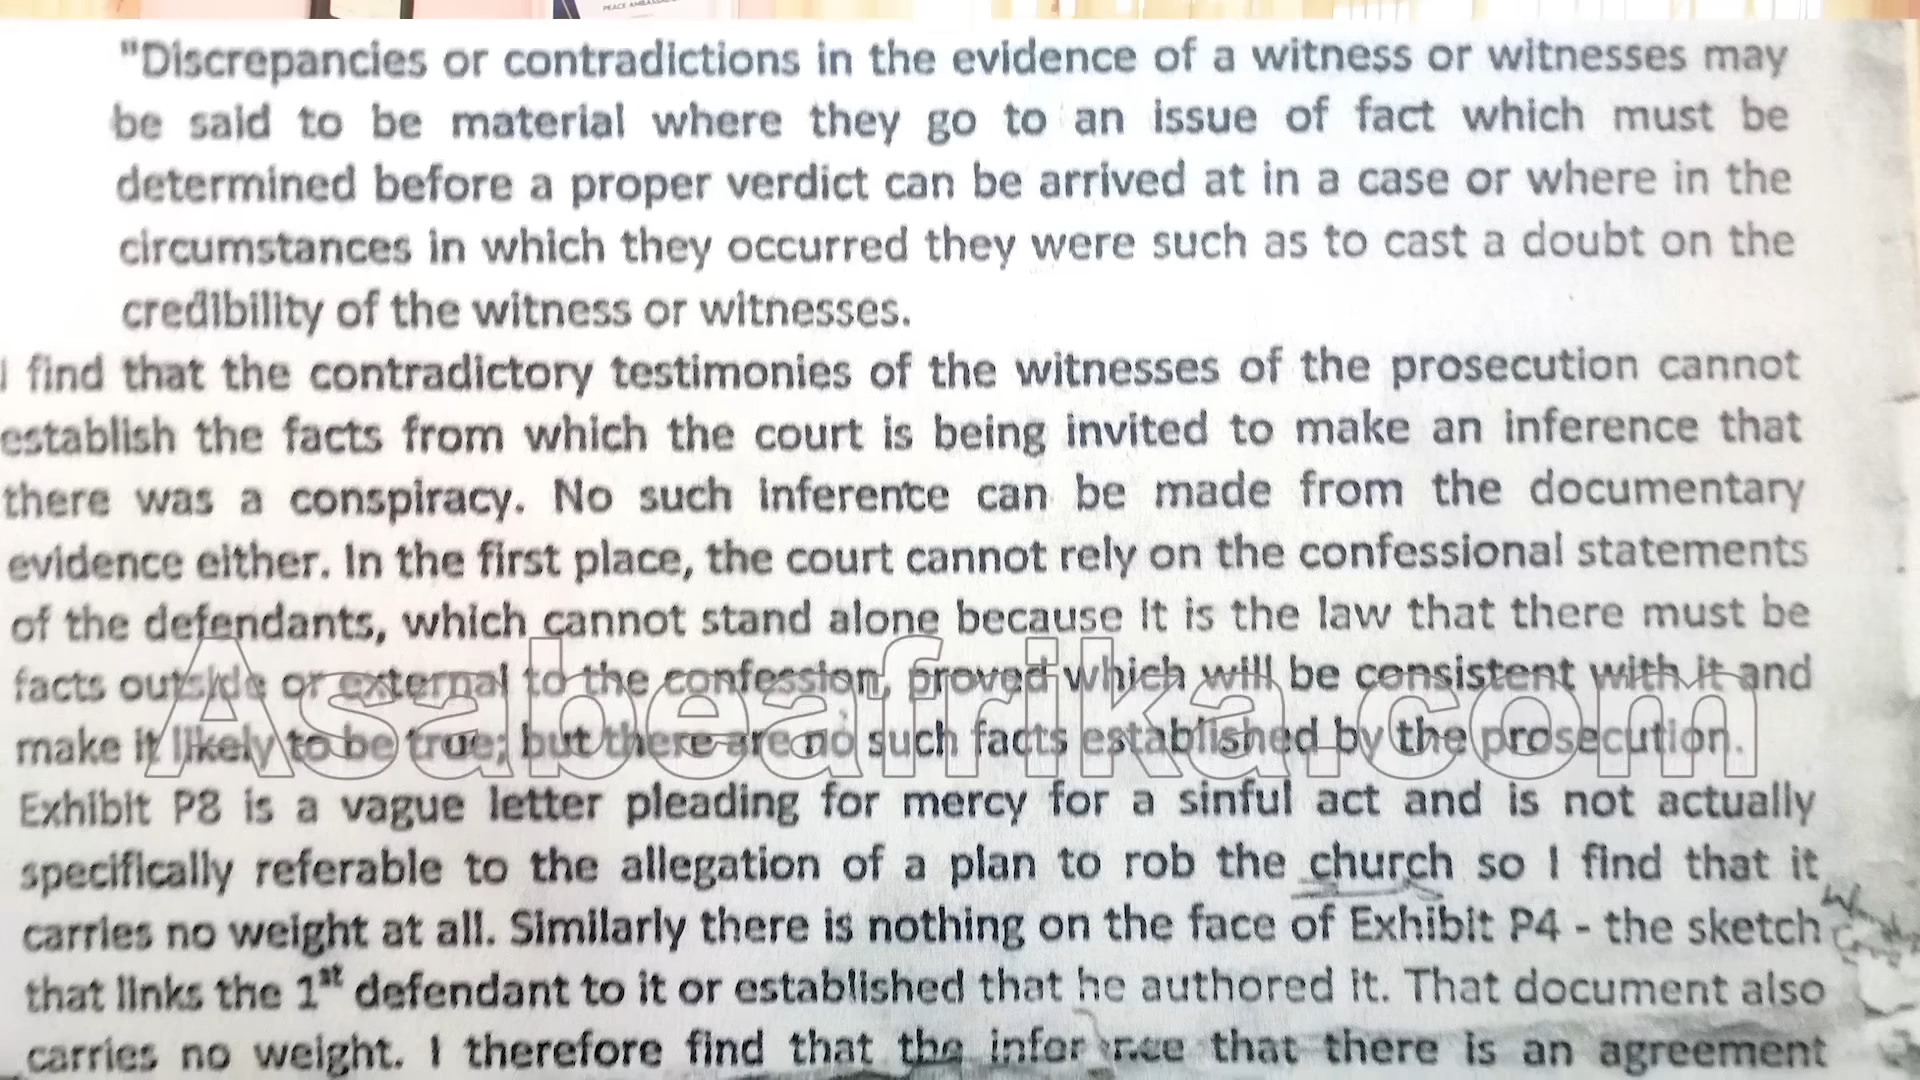 PEACE AMBASSADOR
"Discrepancies or contradictions in the evidence of a witness or witnesses may
be said to be material where they go to an issue of fact which must be
determined before a proper verdict can be arrived at in a case or where in the
circumstances in which they occurred they were such as to cast a doubt on the
credibility of the witness or witnesses.
I find that the contradictory testimonies of the witnesses of the prosecution cannot
establish the facts from which the court is being invited to make an inference that
there was a conspiracy. No such inference can be made from the documentary
evidence either. In the first place, the court cannot rely on the confessional statements
of the defendants, which cannot stand alone because it is the law that there must be
facts outside or external to the confession, proved which will be consistent with it and
make it likely to be true; but there are no such facts established by the prosecution.
Asabeafrika.com
Exhibit P8 is a vague letter pleading for mercy for a sinful act and is not actually
specifically referable to the allegation of a plan to rob the church so I find that it
carries no weight at all. Similarly there is nothing on the face of Exhibit P4 - the sketch
that links the 1st defendant to it or established that he authored it. That document also
carries no weight. I therefore find that the inference that there is an agreement